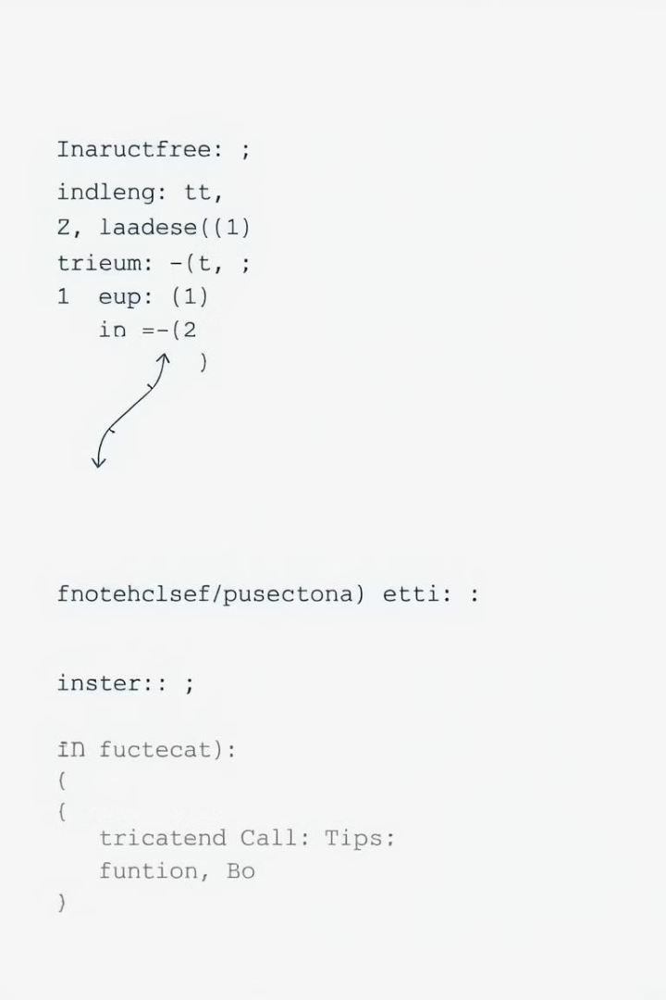 Inaructfree: ;
indleng: tt,
Z, laadese((1)
trieum: -(t, ;
1 eup: (1)
in =-(2
)
fnotehclsef/pusectona) etti: :
inster:: ;
in fuctecat):
(
{
tricatend Call: Tips:
funtion, Bo
)